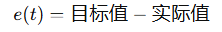 e(t) = 目标值 − 实际值